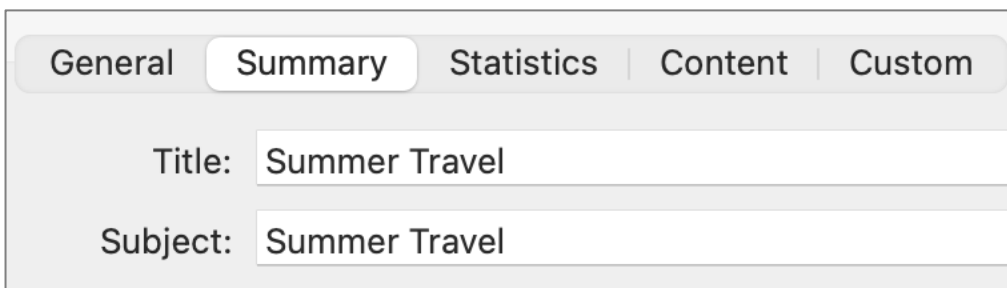 General Summary Statistics Content Custom
Title: Summer Travel
Subject: Summer Travel